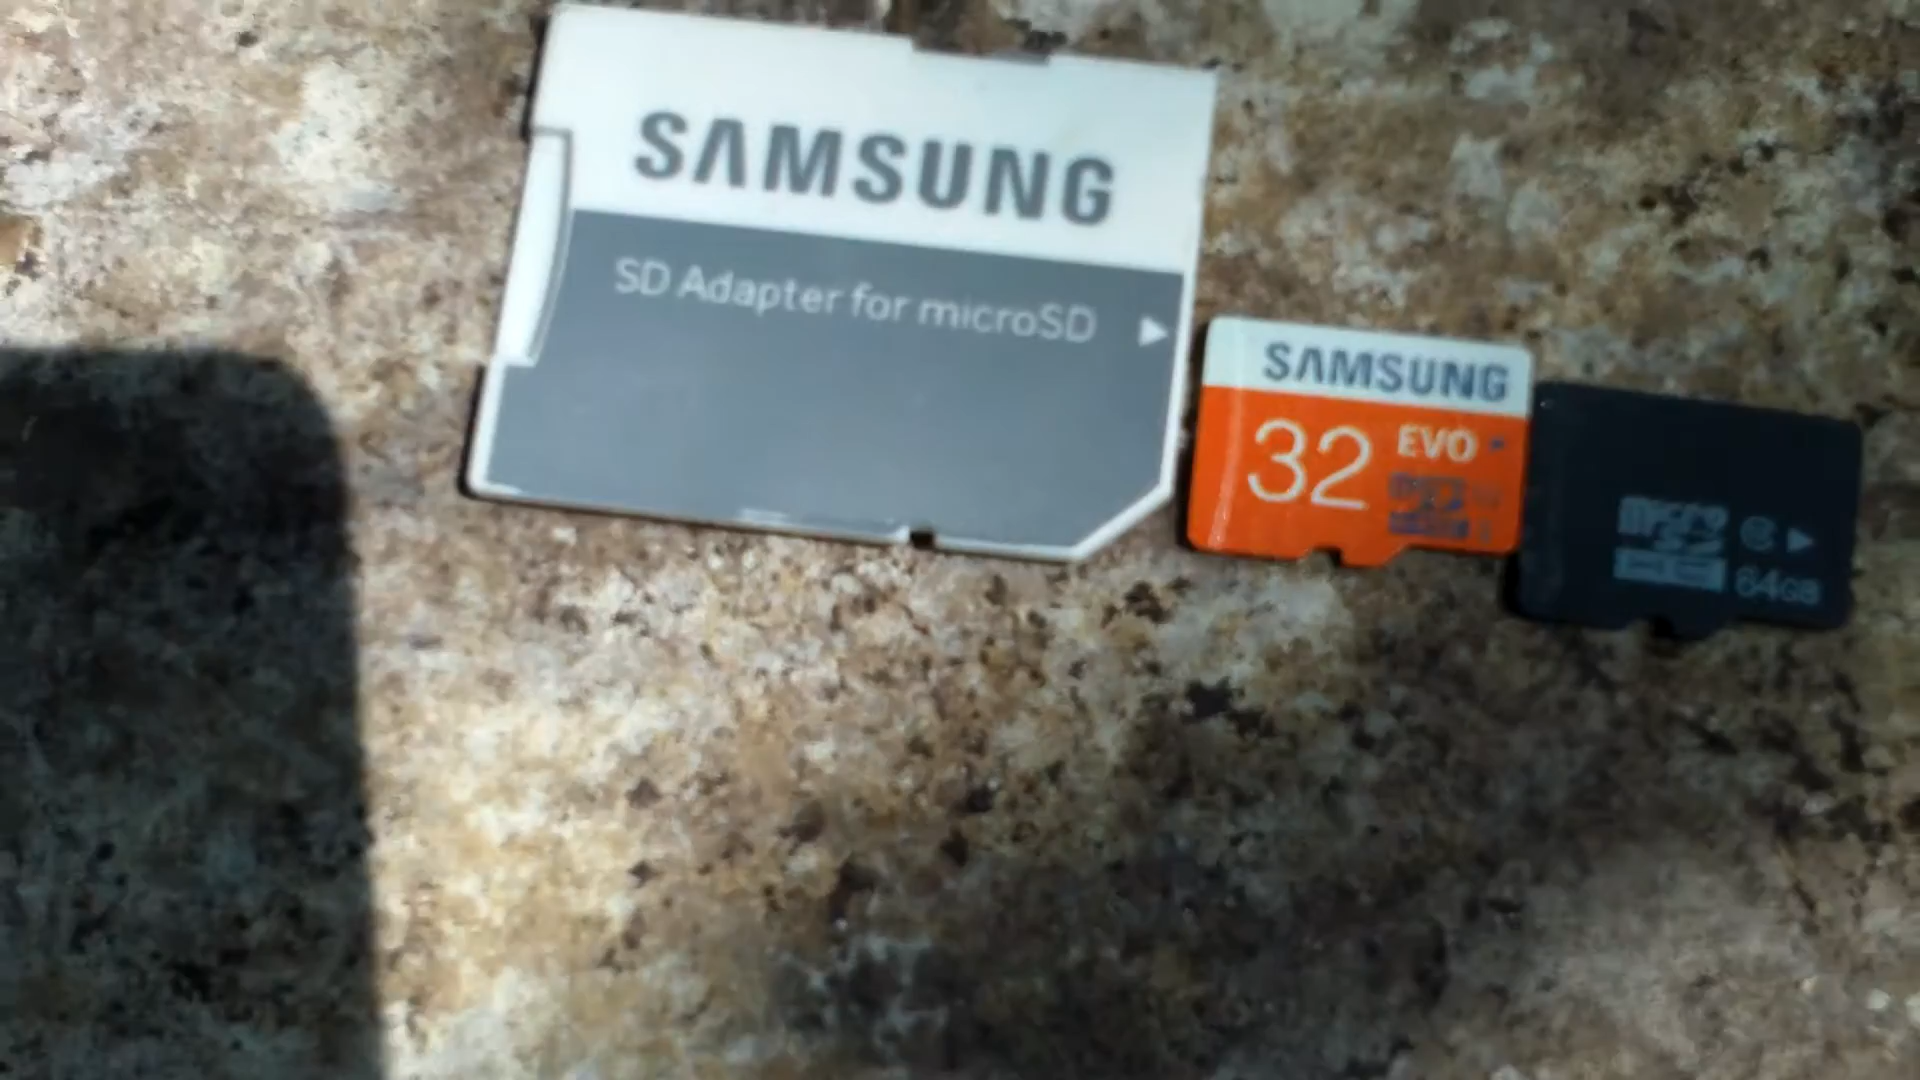 SAMSUNG
SD Adapter for microSD
SAMSUNG
32 EVO
micro
SD
64GB